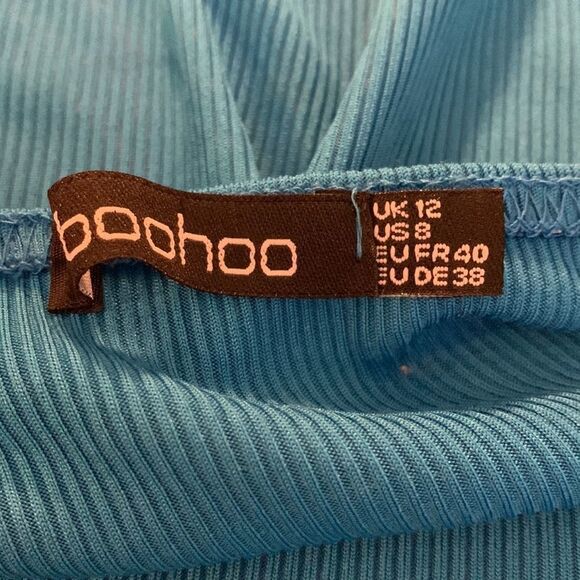 boohoo
UK 12
US 8
EU FR 40
EU DE 38